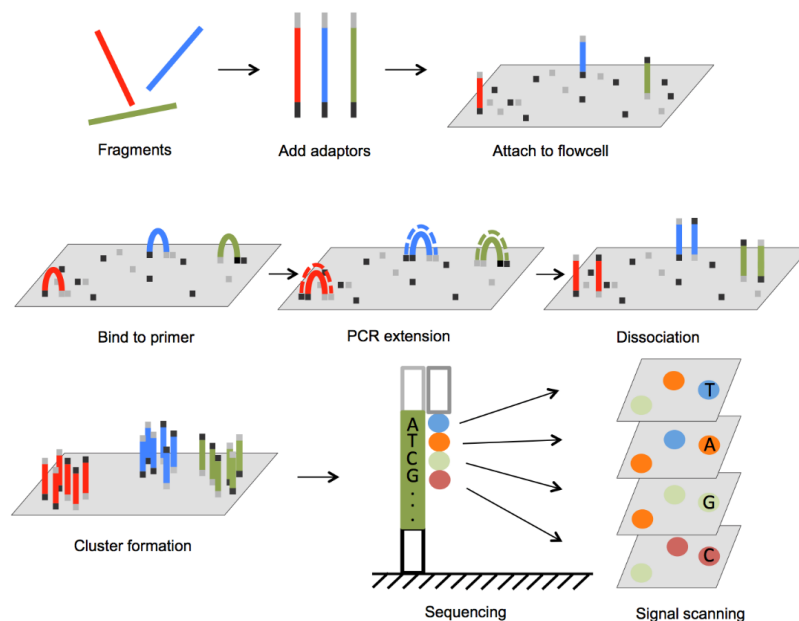 Fragments
Add adaptors
Attach to flowcell
Bind to primer
PCR extension
Dissociation
Cluster formation
A
T
C
G
.
.
.
Sequencing
T
A
G
C
Signal scanning